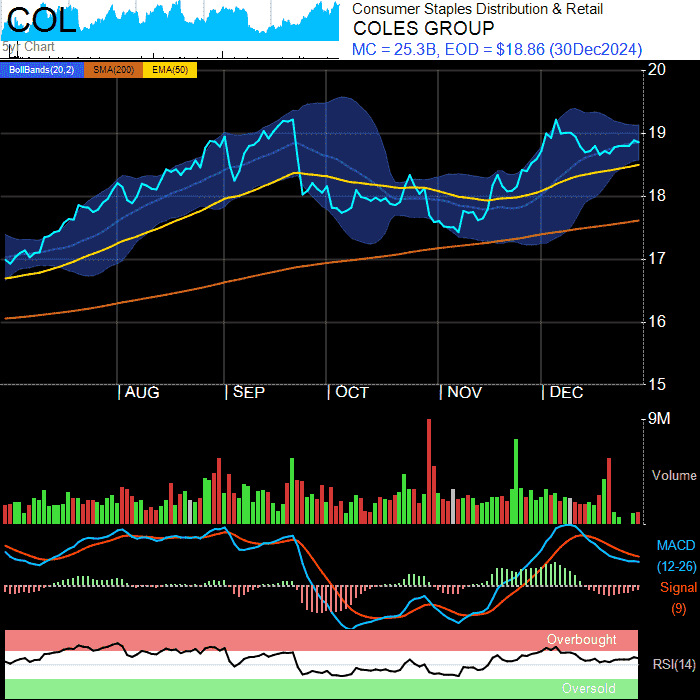 COL
5yr Chart
Consumer Staples Distribution & Retail
COLES GROUP
MC = 25.3B, EOD = $18.86 (30Dec2024)
BollBands(20,2) SMA(200) EMA(50)
20
19
18
17
16
15
AUG SEP OCT NOV DEC
9M
Volume
MACD
(12-26)
Signal
(9)
Overbought
RSI(14)
Oversold